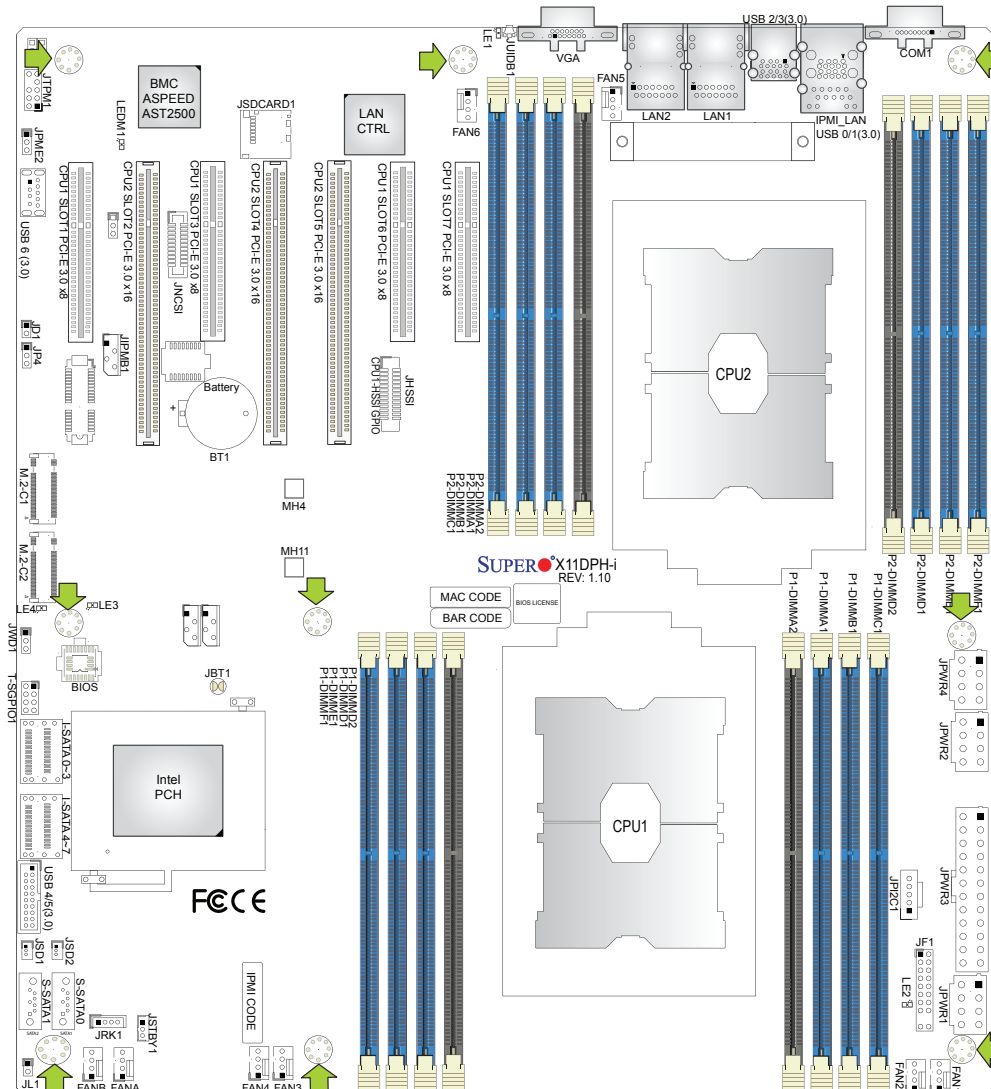 USB 2/3(3.0)
LE1
JUIDB1
VGA
COM1
JTPM1
BMC
ASPEED
AST2500
LEDM1
JSDCARD1
LAN
CTRL
FAN6
FAN5
LAN2
LAN1
IPMI_LAN
USB 0/1(3.0)
JPME2
USB 6 (3.0)
CPU1 SLOT1 PCI-E 3.0 x8
CPU2 SLOT2 PCI-E 3.0 x16
CPU1 SLOT3 PCI-E 3.0 x8
CPU2 SLOT4 PCI-E 3.0 x16
CPU2 SLOT5 PCI-E 3.0 x16
CPU1 SLOT6 PCI-E 3.0 x8
CPU1 SLOT7 PCI-E 3.0 x8
JNCSI
JD1
JP4
JIPMB1
Battery
+
BT1
JHSSI
CPU1-HSSI GPIO
CPU2
M.2-C1
M.2-C2
MH4
MH11
P2-DIMMA2
P2-DIMMA1
P2-DIMMB1
P2-DIMMC1
SUPER X11DPH-i
REV: 1.10
MAC CODE
BAR CODE
BIOS LICENSE
P1-DIMMA2
P1-DIMMA1
P1-DIMMB1
P1-DIMMC1
P2-DIMMD2
P2-DIMMD1
LE4
LE3
JWD1
BIOS
T-SGPIO1
JBT1
P1-DIMMD2
P1-DIMMD1
P1-DIMME1
P1-DIMMF1
JPWR4
JPWR2
I-SATA 0~3
I-SATA 4~7
Intel
PCH
CPU1
USB 4/5(3.0)
FC CE
JPI2C1
JPWR3
JF1
LE2
JPWR1
JSD1
JSD2
S-SATA1
S-SATA0
SATA2
SATA1
IPMI CODE
JRK1
JSTBY1
JL1
FANB
FANA
FAN4
FAN3
FAN2
FAN1